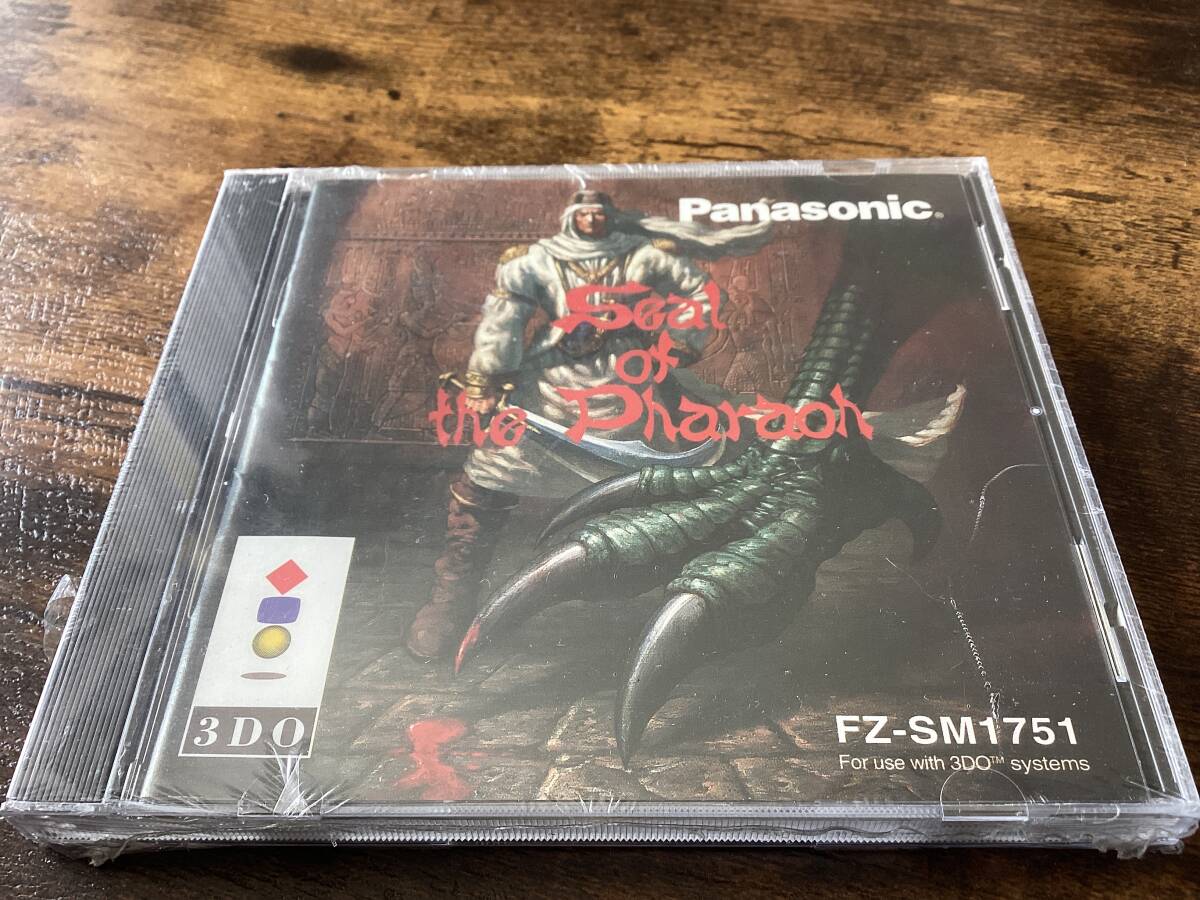 Panasonic®
Seal
of
the Pharaoh
3DO
FZ-SM1751
For use with 3DO™ systems